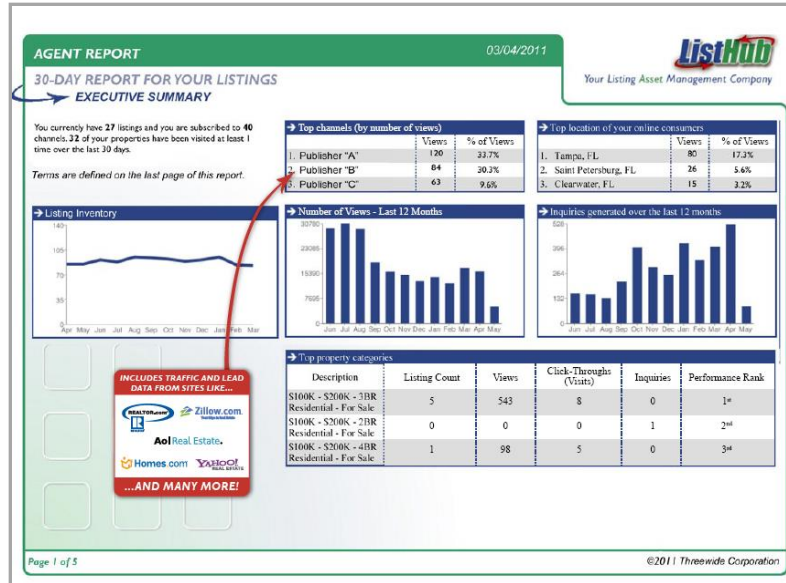 AGENT REPORT
03/04/2011
ListHub
Your Listing Asset Management Company
30-DAY REPORT FOR YOUR LISTINGS
EXECUTIVE SUMMARY
You currently have 27 listings and you are subscribed to 40
channels. 32 of your properties have been visited at least 1
time over the last 30 days.
Terms are defined on the last page of this report.
Top channels (by number of views)
Views % of Views
1. Publisher "A" 120 33.7%
2. Publisher "B" 84 30.3%
3. Publisher "C" 63 9.6%
Top location of your online consumers
Views % of Views
1. Tampa, FL 80 17.3%
2. Saint Petersburg, FL 26 5.6%
3. Clearwater, FL 15 3.2%
Listing Inventory
140
105
70
35
0
Apr May Jun Jul Aug Sep Oct Nov Dec Jan Feb Mar
Number of Views - Last 12 Months
30780
23085
15390
7695
0
Jun Jul Aug Sep Oct Nov Dec Jan Feb Mar Apr May
Inquiries generated over the last 12 months
528
396
264
132
0
Jun Jul Aug Sep Oct Nov Dec Jan Feb Mar Apr May
Top property categories
Description Listing Count Views Click-Throughs (Visits) Inquiries Performance Rank
$100K - $200K - 3BR
Residential - For Sale 5 543 8 0 1st
$100K - $200K - 2BR
Residential - For Sale 0 0 0 1 2nd
$100K - $200K - 4BR
Residential - For Sale 1 98 5 0 3rd
INCLUDES TRAFFIC AND LEAD
DATA FROM SITES LIKE...
REALTOR.com
Zillow.com
Aol Real Estate.
Homes.com
YAHOO!
REAL ESTATE
...AND MANY MORE!
Page 1 of 5
©2011 Threewide Corporation